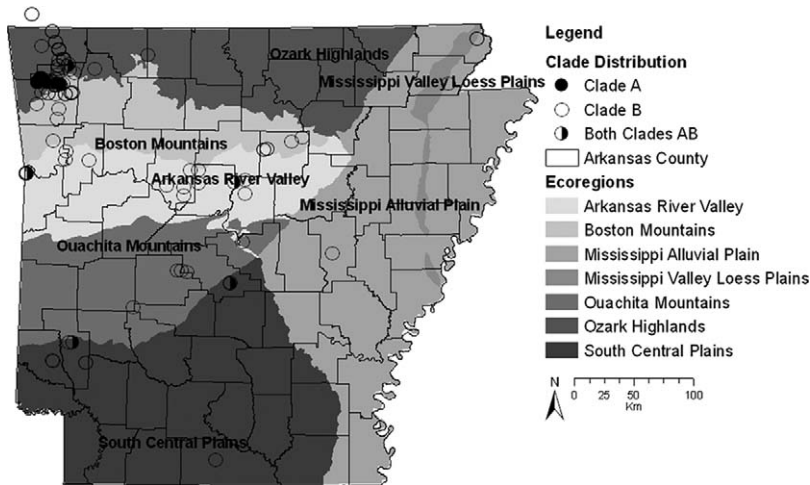 Ozark Highlands
Mississippi Valley Loess Plains
Boston Mountains
Arkansas River Valley
Mississippi Alluvial Plain
Ouachita Mountains
South Central Plains
Legend
Clade Distribution
Clade A
Clade B
Both Clades AB
Arkansas County
Ecoregions
Arkansas River Valley
Boston Mountains
Mississippi Alluvial Plain
Mississippi Valley Loess Plains
Ouachita Mountains
Ozark Highlands
South Central Plains
N
100 50 0 100
Km